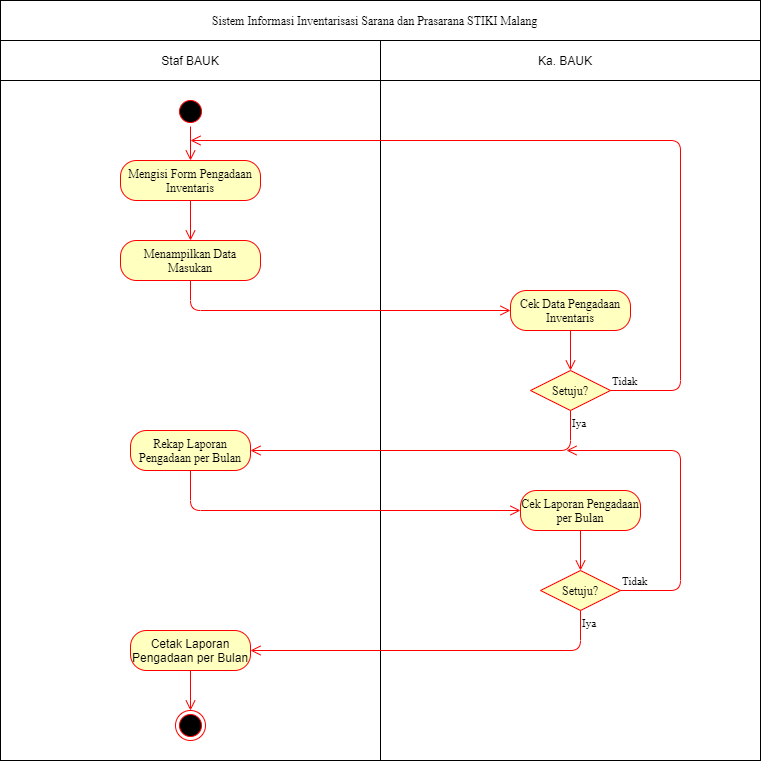 Sistem Informasi Inventarisasi Sarana dan Prasarana STIKI Malang
Staf BAUK
Ka. BAUK
Mengisi Form Pengadaan
Inventaris
Menampilkan Data
Masukan
Cek Data Pengadaan
Inventaris
Setuju?
Tidak
Iya
Rekap Laporan
Pengadaan per Bulan
Cek Laporan Pengadaan
per Bulan
Setuju?
Tidak
Iya
Cetak Laporan
Pengadaan per Bulan